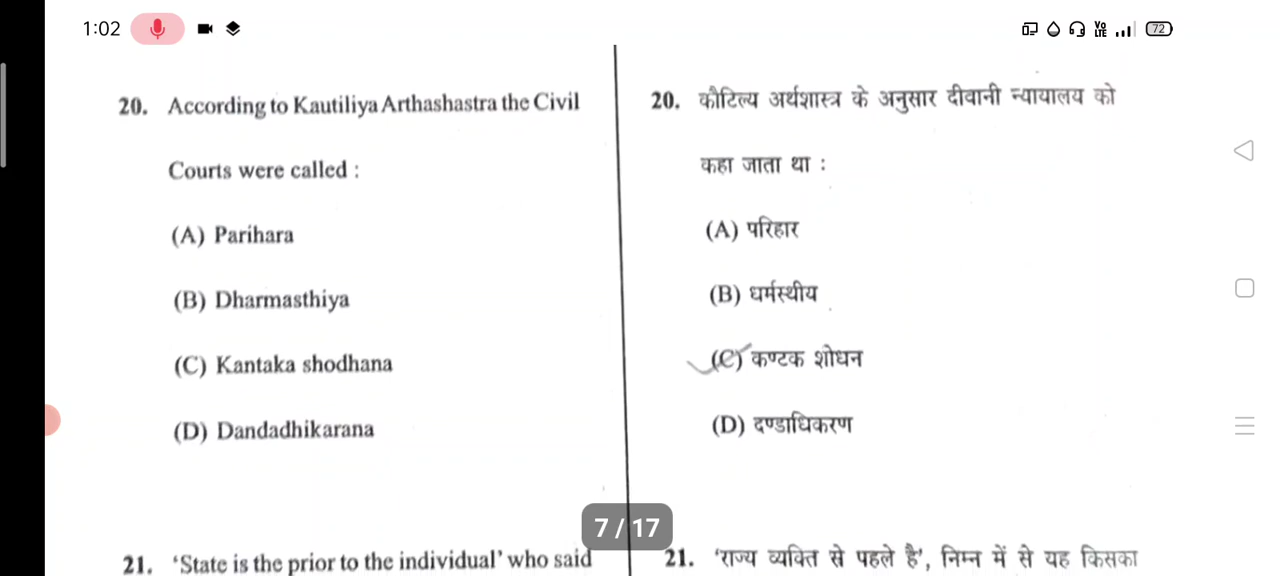 1:02
Vo LTE
72
20. According to Kautiliya Arthashastra the Civil
Courts were called :
(A) Parihara
(B) Dharmasthiya
(C) Kantaka shodhana
(D) Dandadhikarana
21. ‘State is the prior to the individual’ who said
20. कौटिल्य अर्थशास्त्र के अनुसार दीवानी न्यायालय को
कहा जाता था :
(A) परिहार
(B) धर्मस्थीय
(C) कण्टक शोधन
(D) दण्डाधिकरण
21. ‘राज्य व्यक्ति से पहले है’, निम्न में से यह किसका
7 / 17